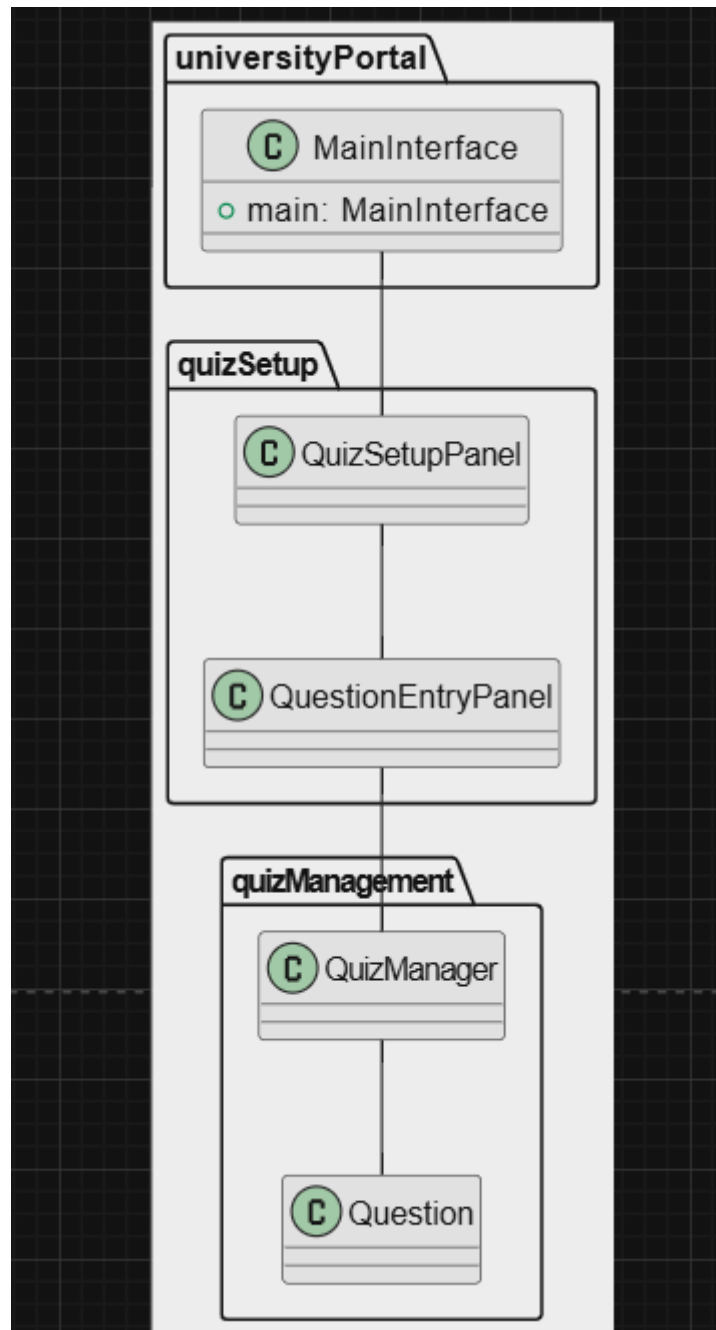 universityPortal
C MainInterface
main: MainInterface
quizSetup
C QuizSetupPanel
C QuestionEntryPanel
quizManagement
C QuizManager
C Question